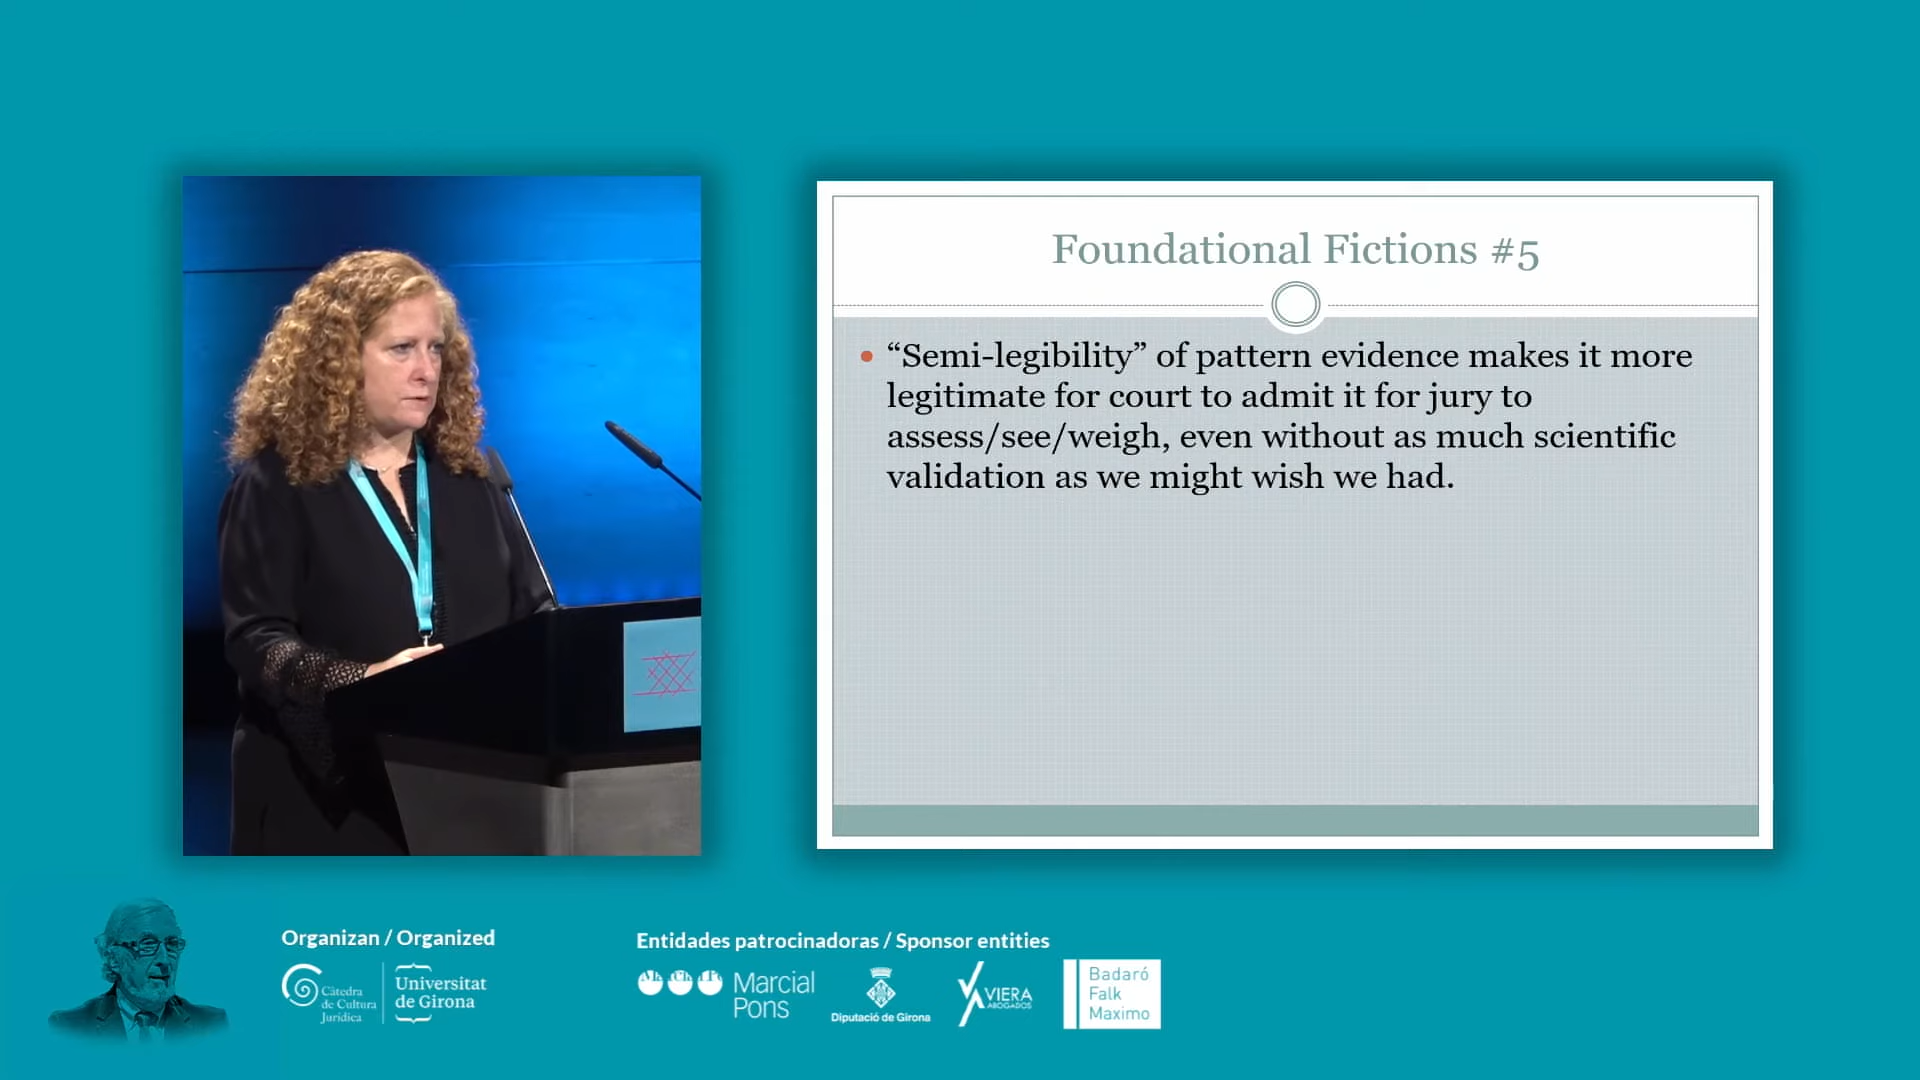 Foundational Fictions #5
“Semi-legibility” of pattern evidence makes it more
legitimate for court to admit it for jury to
assess/see/weigh, even without as much scientific
validation as we might wish we had.
Organizan / Organized
Càtedra
de Cultura
Jurídica
Universitat
de Girona
Entidades patrocinadoras / Sponsor entities
Marcial
Pons
Diputació de Girona
VIERA
ABOGADOS
Badaró
Falk
Maximo